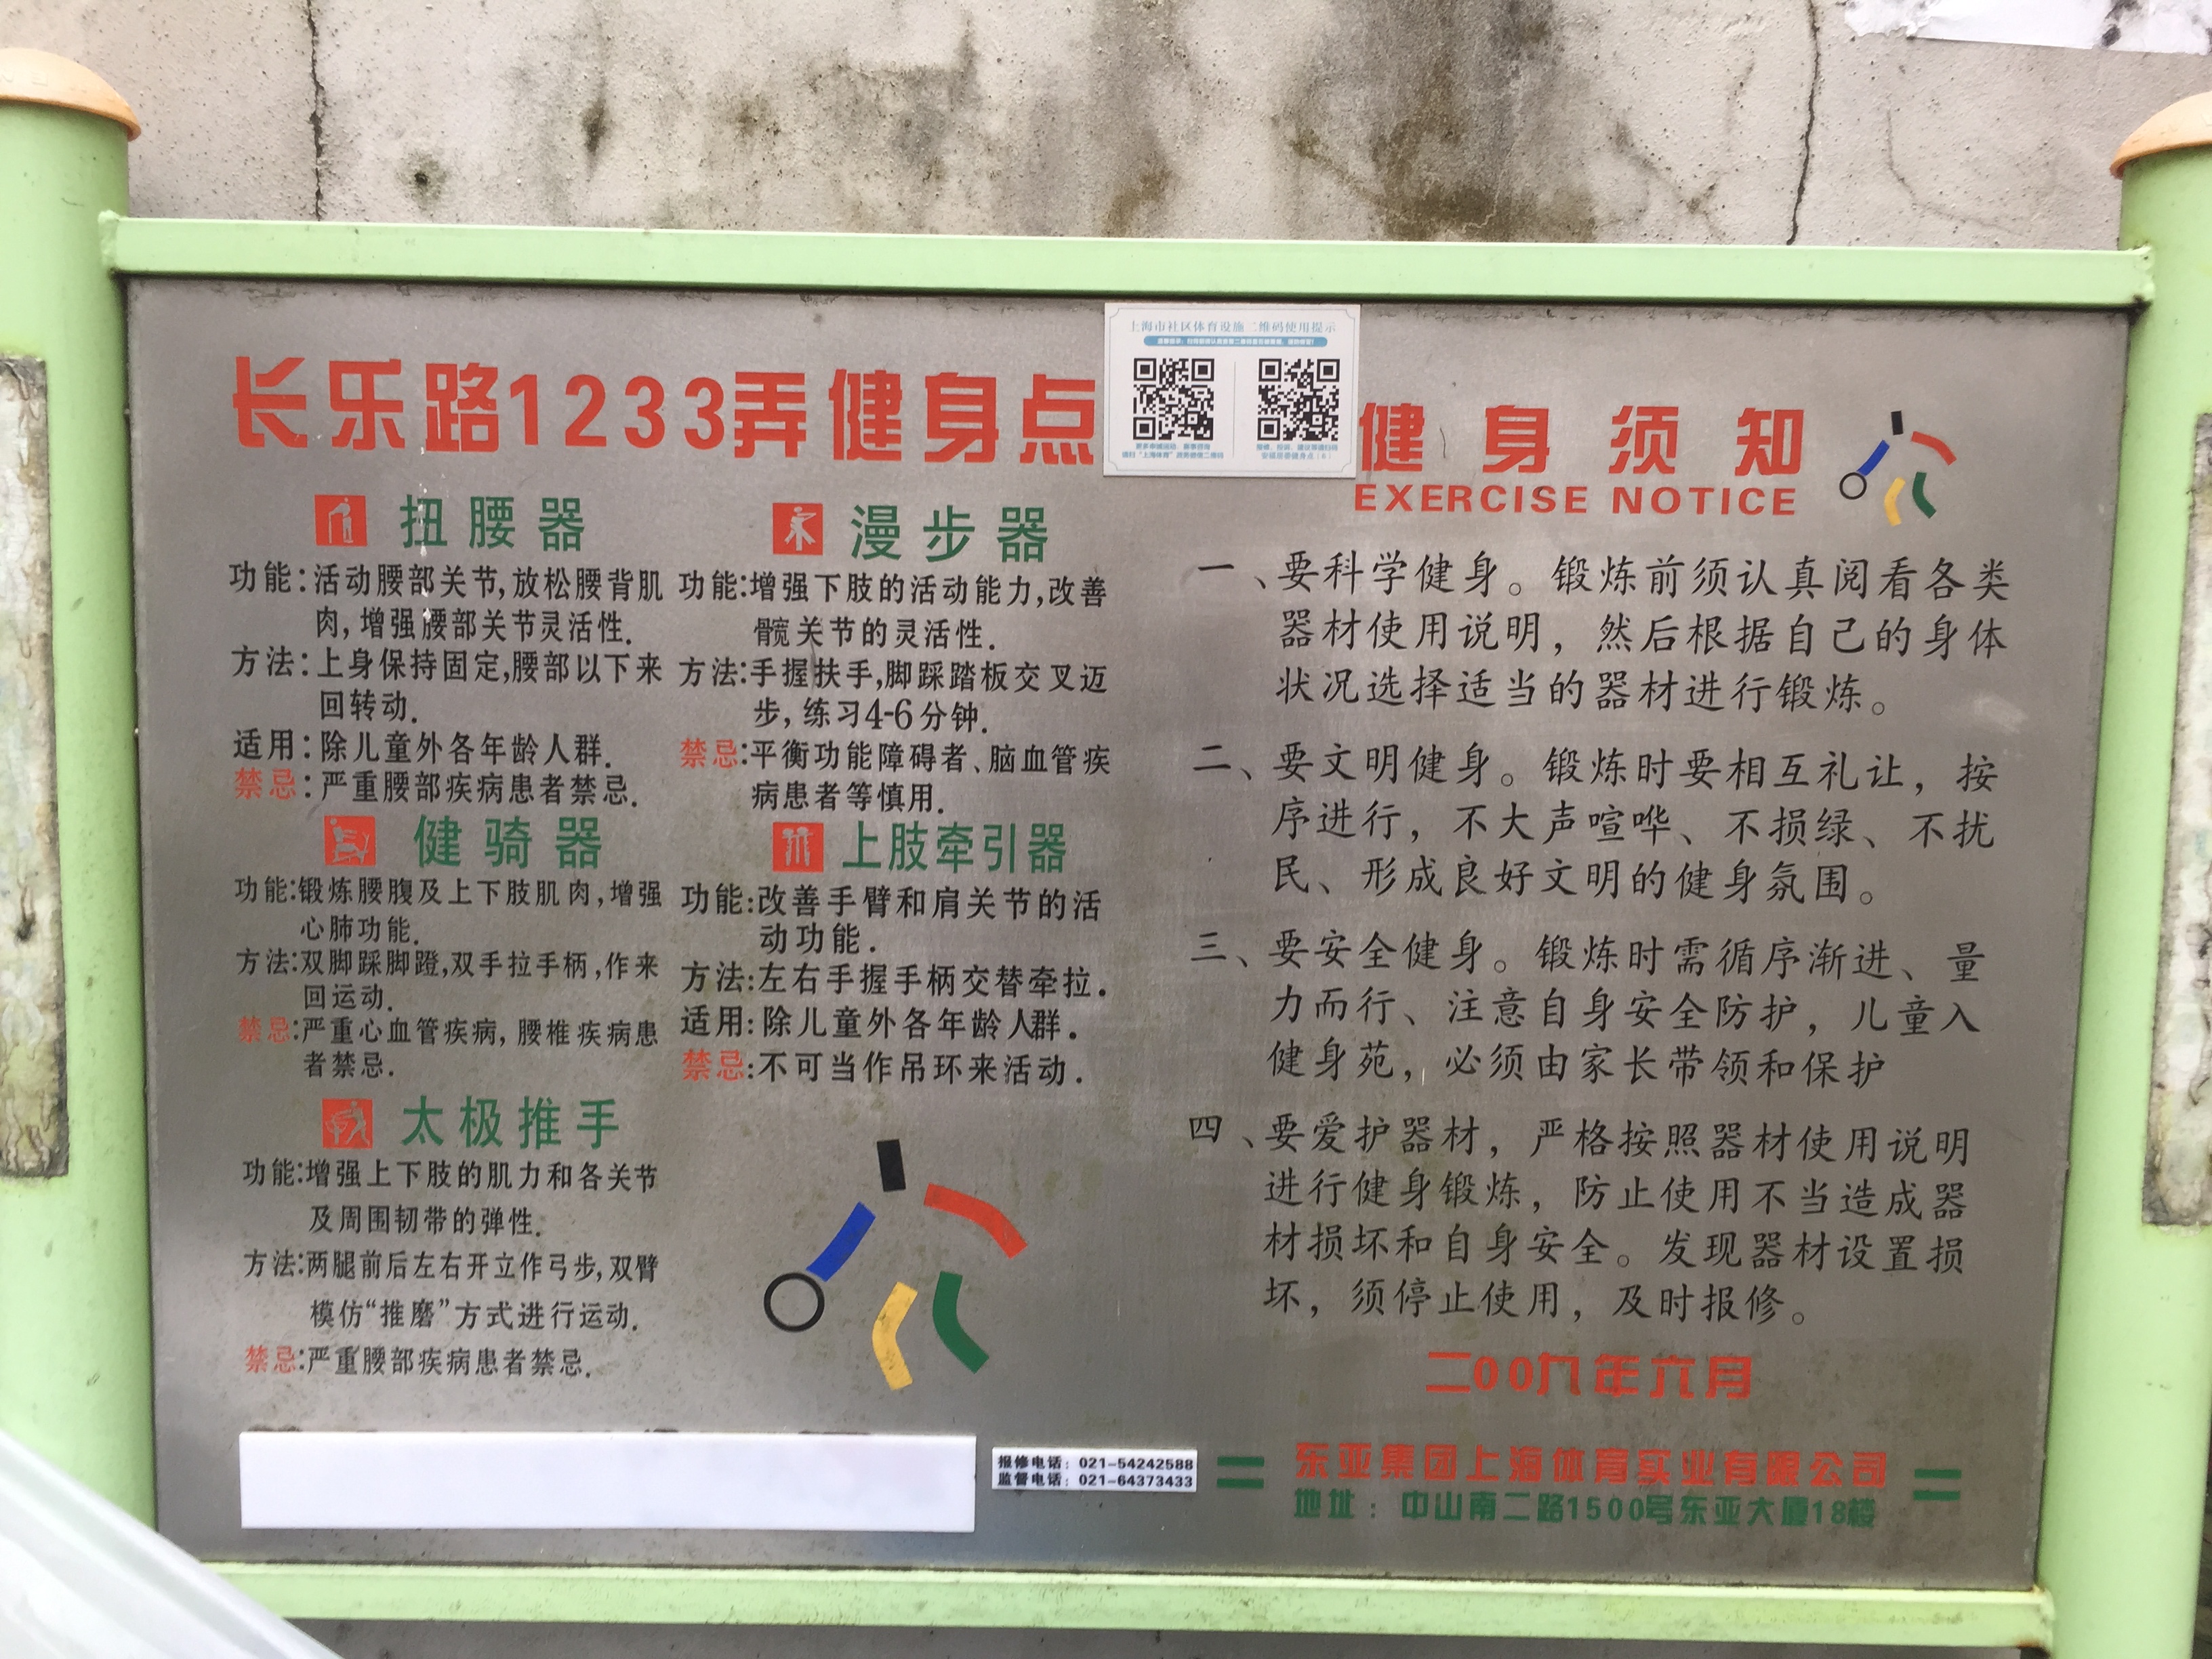 长乐路1233弄健身点
扭腰器
功能:活动腰部关节,放松腰背肌
肉,增强腰部关节灵活性.
方法:上身保持固定,腰部以下来
回转动.
适用:除儿童外各年龄人群.
禁忌:严重腰部疾病患者禁忌.
漫步器
功能:增强下肢的活动能力,改善
髋关节的灵活性.
方法:手握扶手,脚踩踏板交叉迈
步,练习4-6分钟.
禁忌:平衡功能障碍者、脑血管疾
病患者等慎用.
健骑器
功能:锻炼腰腹及上下肢肌肉,增强
心肺功能.
方法:双脚踩脚蹬,双手拉手柄,作来
回运动.
禁忌:严重心血管疾病,腰椎疾病患
者禁忌.
上肢牵引器
功能:改善手臂和肩关节的活
动功能.
方法:左右手握手柄交替牵拉.
适用:除儿童外各年龄人群.
禁忌:不可当作吊环来活动.
太极推手
功能:增强上下肢的肌力和各关节
及周围韧带的弹性.
方法:两腿前后左右开立作弓步,双臂
模仿“推磨”方式进行运动.
禁忌:严重腰部疾病患者禁忌.
报修电话：021-54242588
监督电话：021-64373433
上海市社区体育设施二维码使用提示
健身须知
EXERCISE NOTICE
一、要科学健身。锻炼前须认真阅看各类
器材使用说明，然后根据自己的身体
状况选择适当的器材进行锻炼。
二、要文明健身。锻炼时要相互礼让，按
序进行，不大声喧哗、不损绿、不扰
民、形成良好文明的健身氛围。
三、要安全健身。锻炼时需循序渐进、量
力而行、注意自身安全防护，儿童入
健身苑，必须由家长带领和保护
四、要爱护器材，严格按照器材使用说明
进行健身锻炼，防止使用不当造成器
材损坏和自身安全。发现器材设置损
坏，须停止使用，及时报修。
二00九年六月
东亚集团上海体育实业有限公司
地址：中山南二路1500号东亚大厦18楼